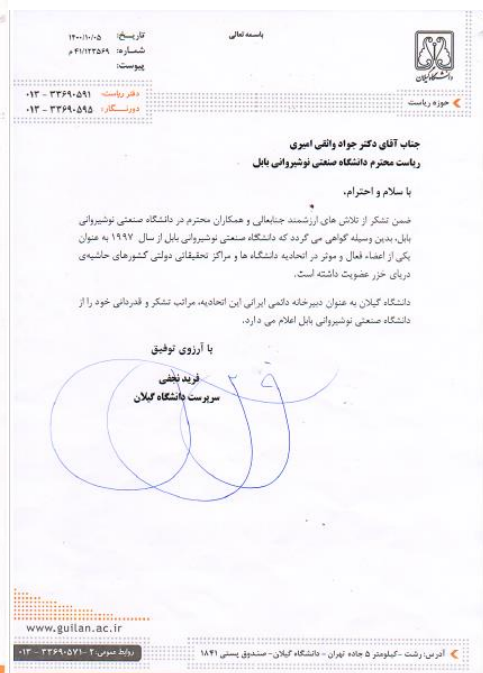 باسمه تعالی
تاریخ: ۱۴۰۰/۱۰/۰۵
شماره: ۴۱/۱۲۳۵۶۹ م
پیوست:
دانشگاه گیلان
حوزه ریاست
دفتر ریاست: ۳۳۶۹۰۵۹۱ - ۰۱۳
دورنگار: ۳۳۶۹۰۵۹۵ - ۰۱۳
جناب آقای دکتر جواد واثقی امیری
ریاست محترم دانشگاه صنعتی نوشیروانی بابل
با سلام و احترام،
ضمن تشکر از تلاش های ارزشمند جنابعالی و همکاران محترم در دانشگاه صنعتی نوشیروانی
بابل، بدین وسیله گواهی می گردد که دانشگاه صنعتی نوشیروانی بابل از سال ۱۹۹۷ به عنوان
یکی از اعضاء فعال و موثر در اتحادیه دانشگاه ها و مراکز تحقیقاتی دولتی کشورهای حاشیه‌ی
دریای خزر عضویت داشته است.
دانشگاه گیلان به عنوان دبیرخانه دائمی ایرانی این اتحادیه، مراتب تشکر و قدردانی خود را از
دانشگاه صنعتی نوشیروانی بابل اعلام می دارد.
با آرزوی توفیق
فرید نجفی
سرپرست دانشگاه گیلان
www.guilan.ac.ir
آدرس: رشت - کیلومتر ۵ جاده تهران - دانشگاه گیلان - صندوق پستی ۱۸۴۱
روابط عمومی: ۲ - ۳۳۶۹۰۵۷۱ - ۰۱۳